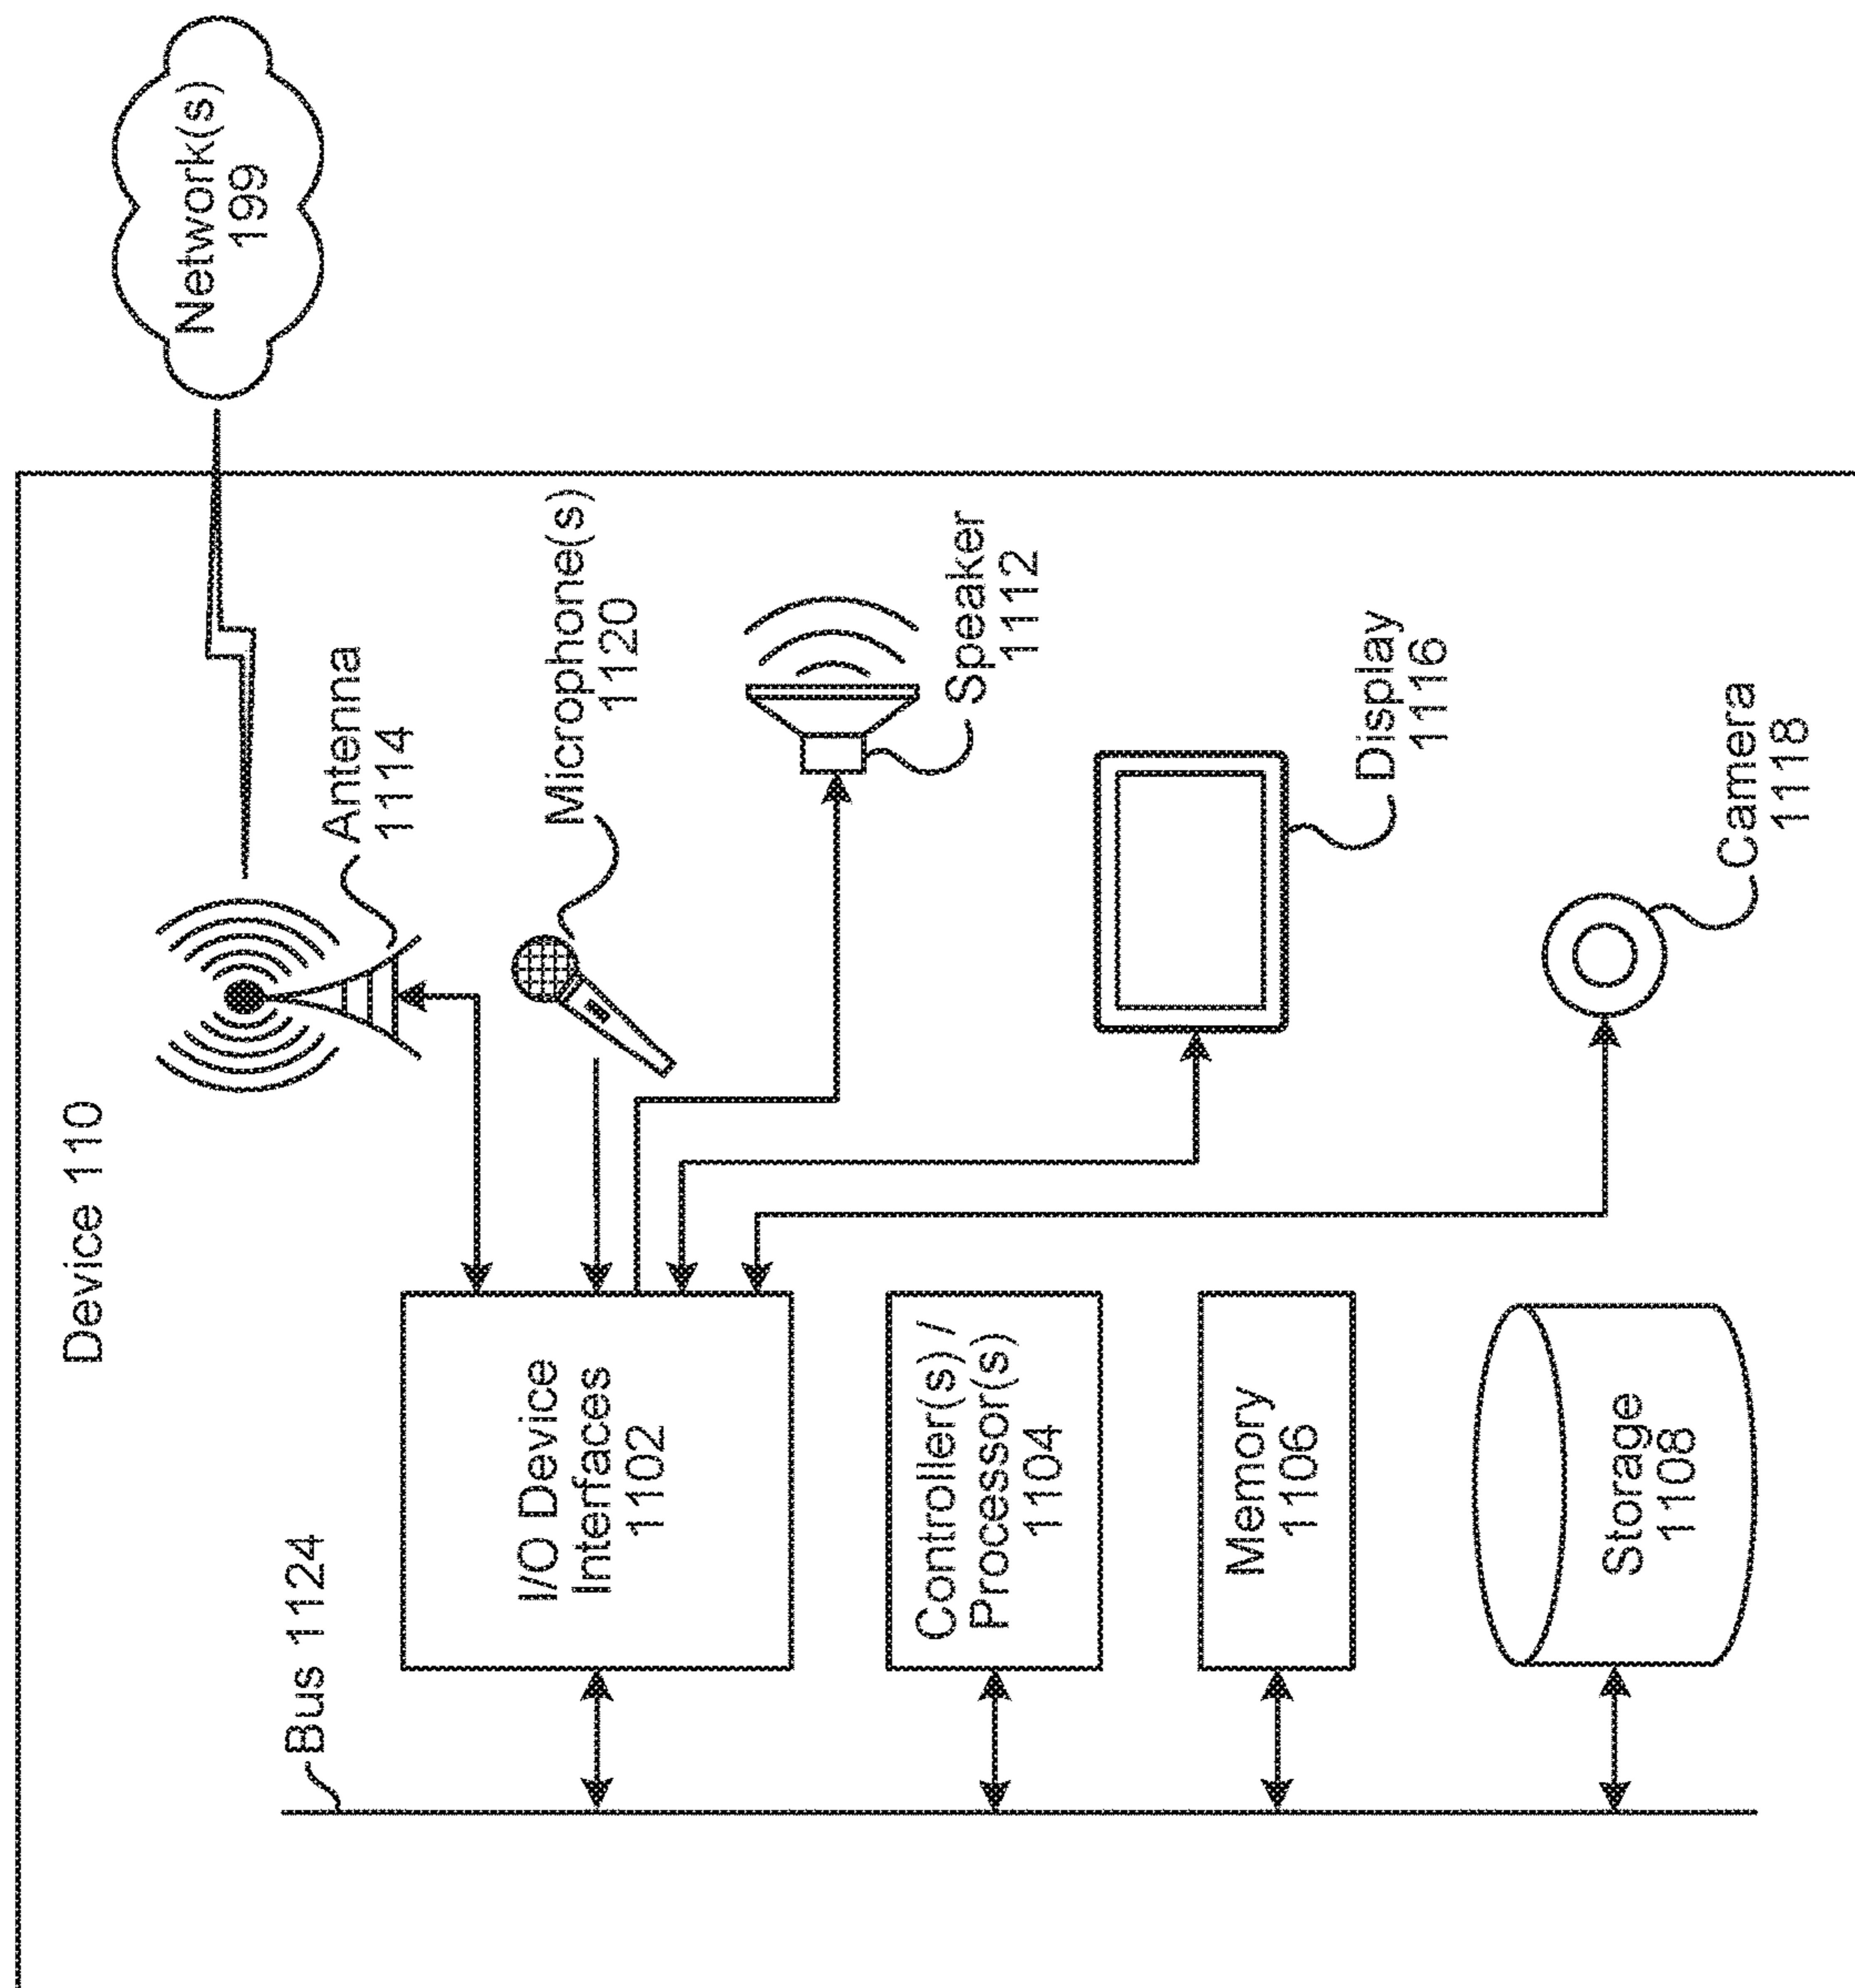 Device 110
Network(s)
199
Antenna
1114
Bus 1124
I/O Device
Interfaces
1102
Microphone(s)
1120
Speaker
1112
Controller(s) /
Processor(s)
1104
Display
1116
Memory
1106
Storage
1108
Camera
1118